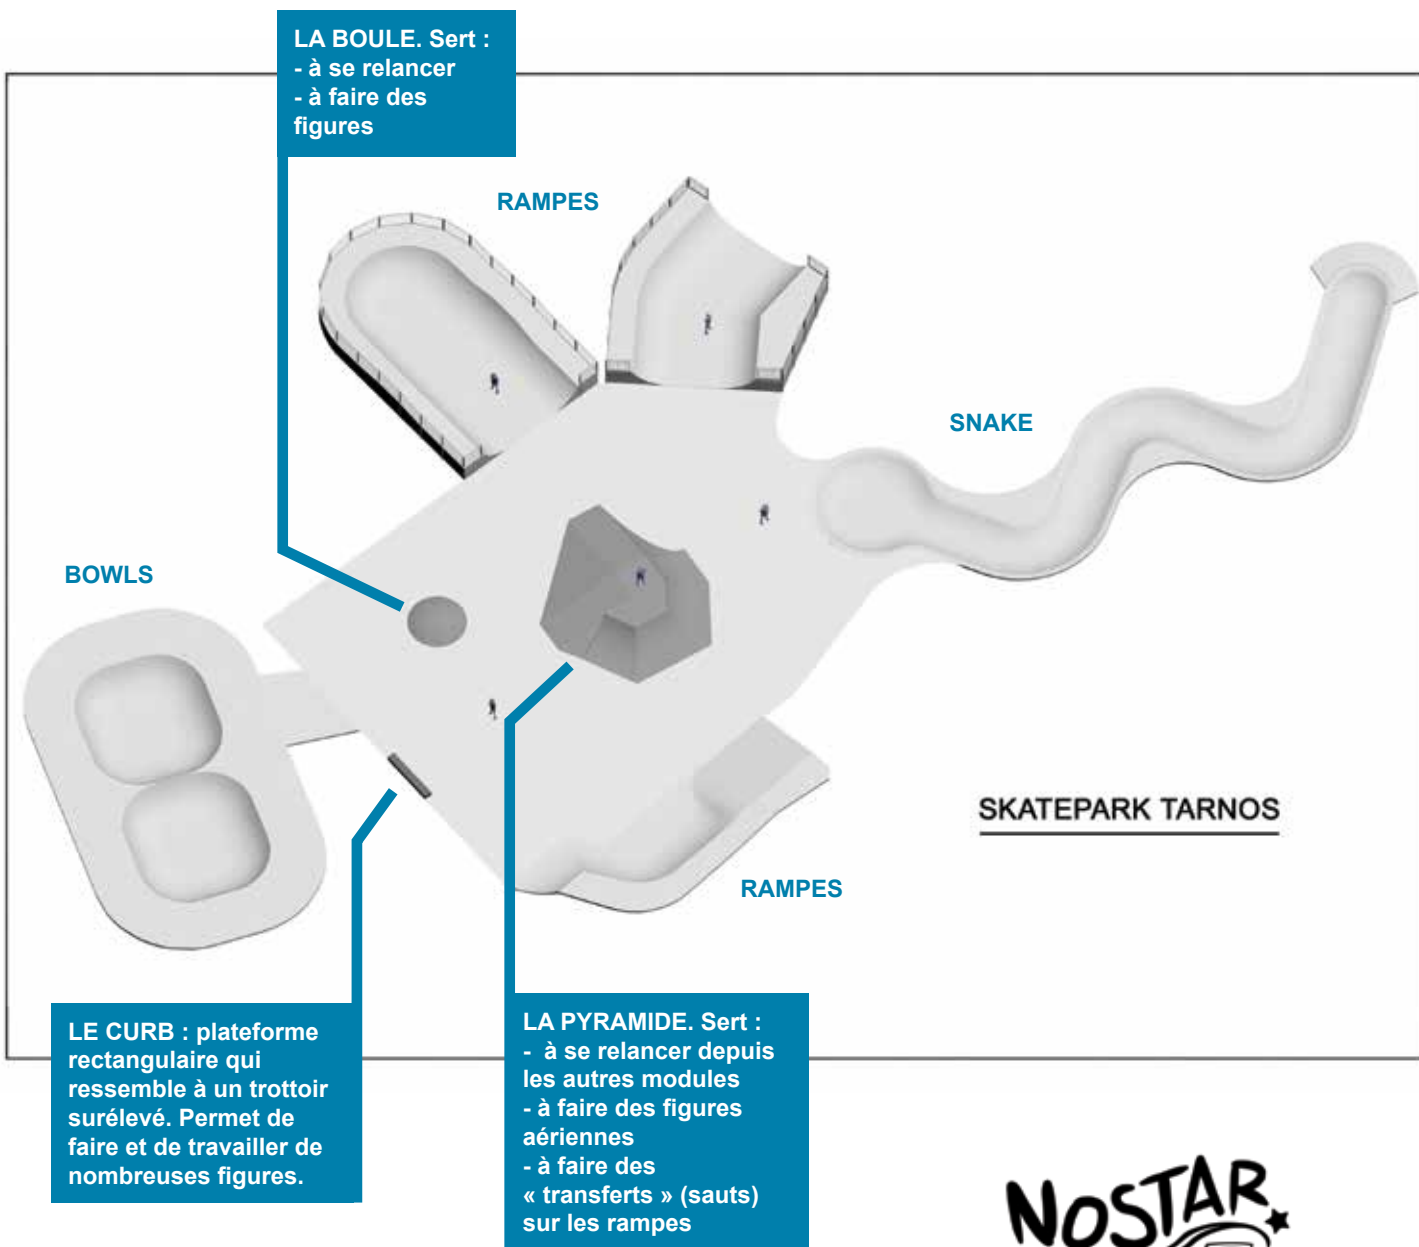 LA BOULE. Sert :
- à se relancer
- à faire des
figures
RAMPES
SNAKE
BOWLS
SKATEPARK TARNOS
RAMPES
LE CURB : plateforme
rectangulaire qui
ressemble à un trottoir
surélevé. Permet de
faire et de travailler de
nombreuses figures.
LA PYRAMIDE. Sert :
-  à se relancer depuis
les autres modules
- à faire des figures
aériennes
- à faire des
« transferts » (sauts)
sur les rampes
NOSTAR